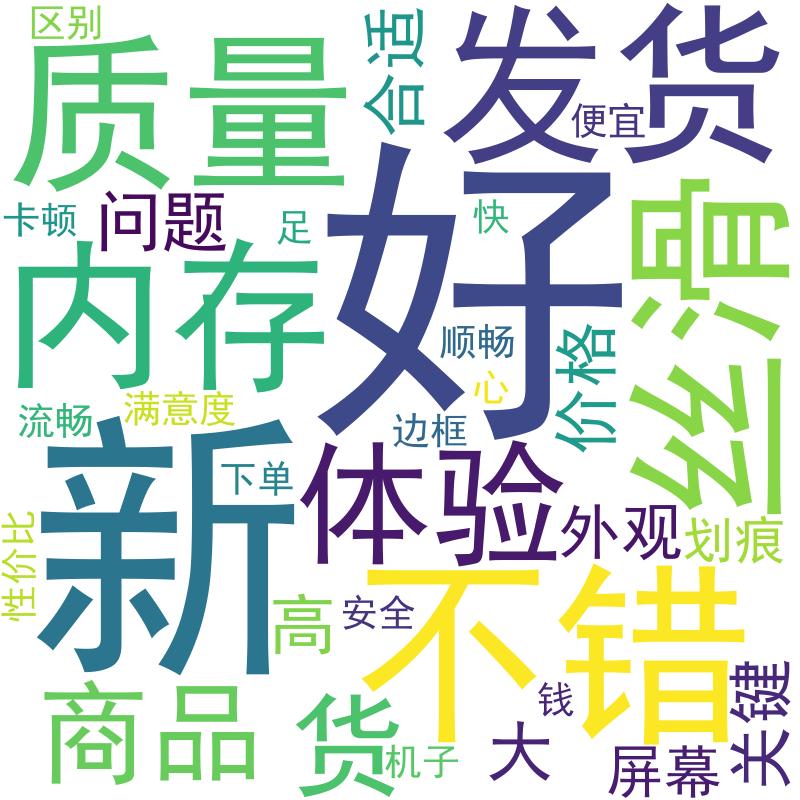 区别
质量
合适
发货
便宜
卡顿
问题
足
好
快
丝滑
内存
顺畅
价格
心
流畅
满意度
边框
新
下单
体验
外观
划痕
性价比
不错
高
安全
商品
货
钱
关键
机子
大
屏幕